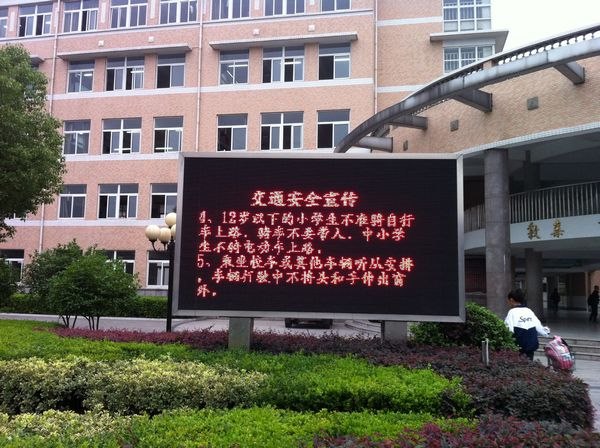 交通安全宣传
4、12岁以下的小学生不准骑自行
车上路，骑车不要带人，中小学
生不骑电动车上路。
5、乘坐校车或其他车辆听从安排
，车辆行驶中不将头和手伸出窗
外。